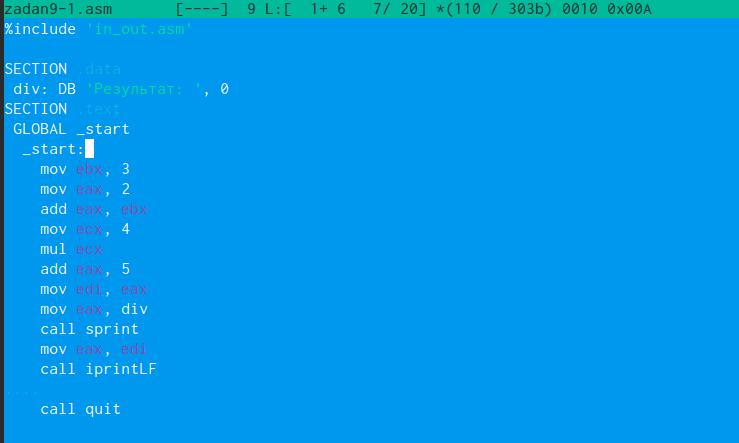 zadan9-1.asm [----] 9 L:[ 1+ 6 7/ 20] *(110 / 303b) 0010 0x00A
%include 'in_out.asm'
SECTION .data
div: DB 'Результат: ', 0
SECTION .text
GLOBAL _start
_start:
mov ebx, 3
mov eax, 2
add eax, ebx
mov ecx, 4
mul ecx
add eax, 5
mov edi, eax
mov eax, div
call sprint
mov eax, edi
call iprintLF
....
call quit